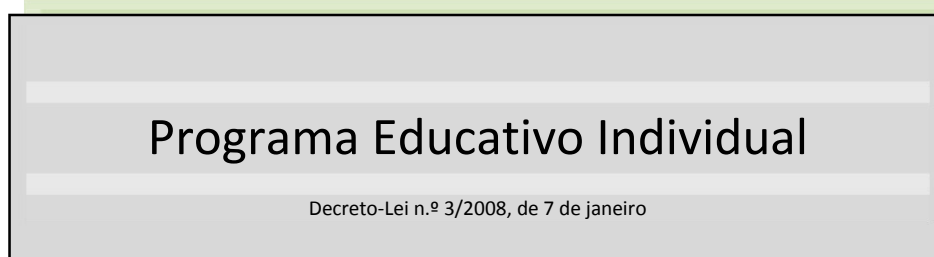 Programa Educativo Individual
Decreto-Lei n.º 3/2008, de 7 de janeiro